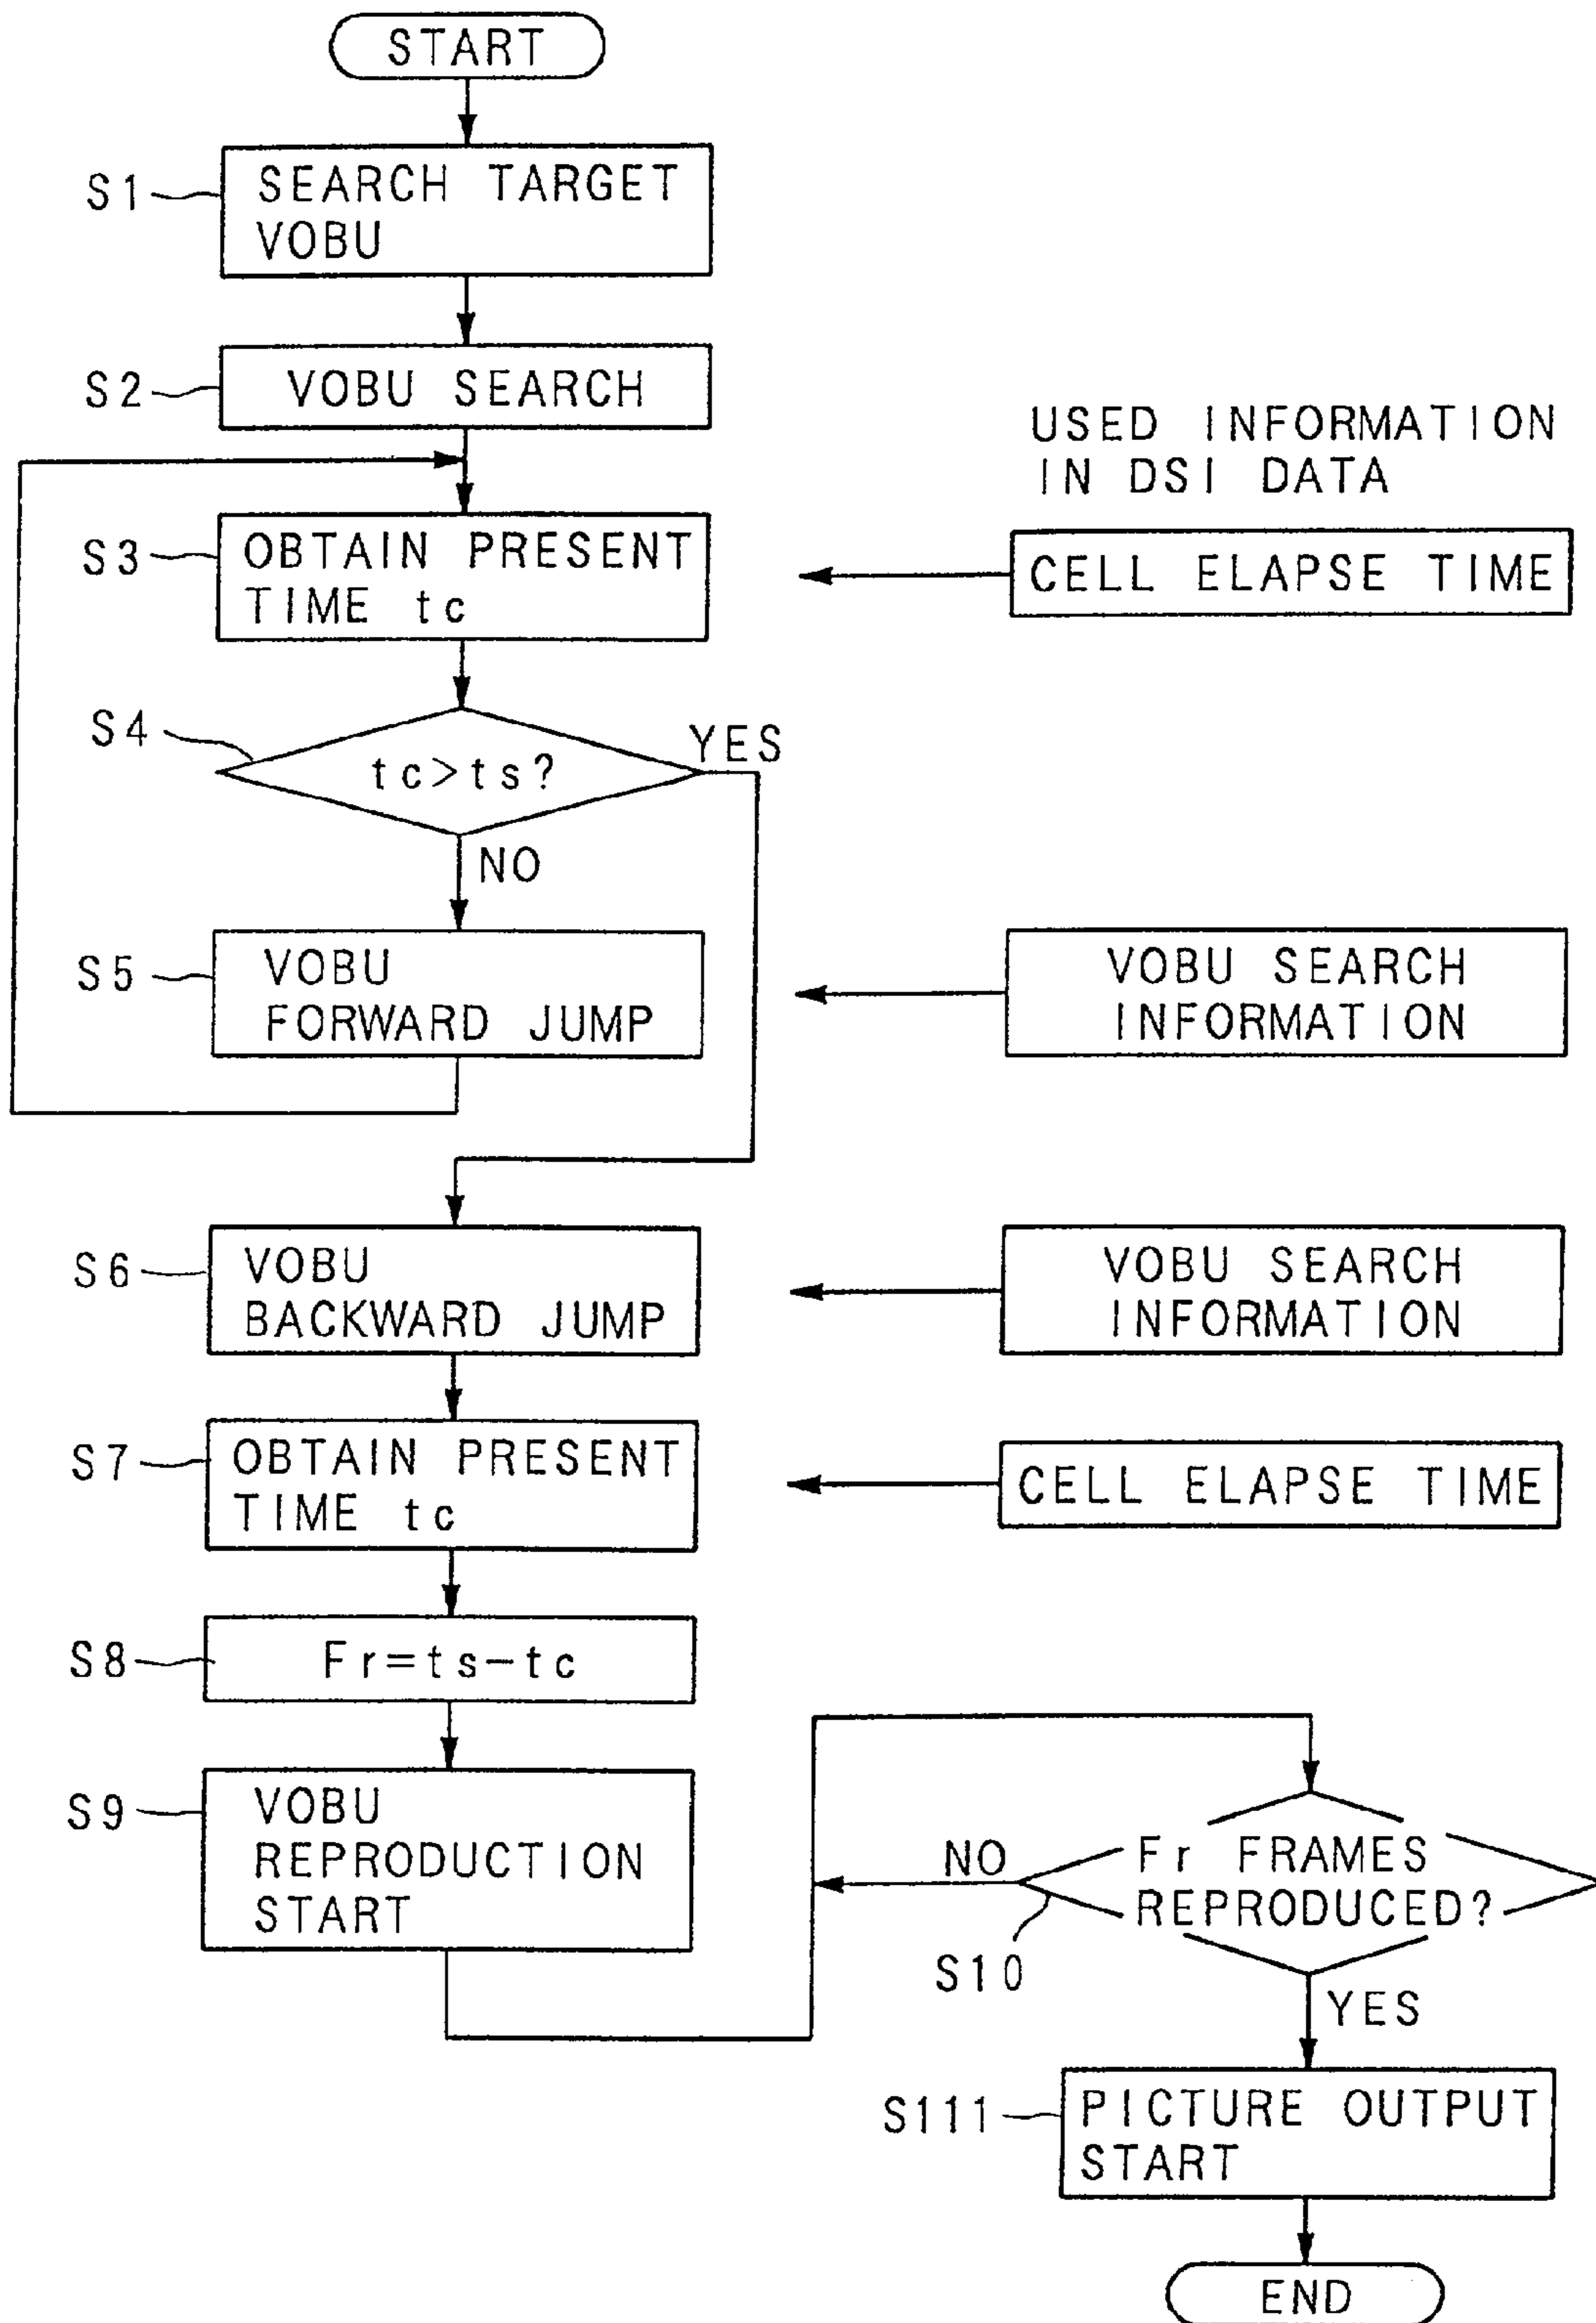 START
S1
SEARCH TARGET
VOBU
S2
VOBU SEARCH
USED INFORMATION
IN DSI DATA
S3
OBTAIN PRESENT
TIME tc
CELL ELAPSE TIME
S4
tc>ts?
YES
NO
S5
VOBU
FORWARD JUMP
VOBU SEARCH
INFORMATION
S6
VOBU
BACKWARD JUMP
VOBU SEARCH
INFORMATION
S7
OBTAIN PRESENT
TIME tc
CELL ELAPSE TIME
S8
Fr=ts-tc
S9
VOBU
REPRODUCTION
START
NO
Fr FRAMES
REPRODUCED?
S10
YES
S111
PICTURE OUTPUT
START
END